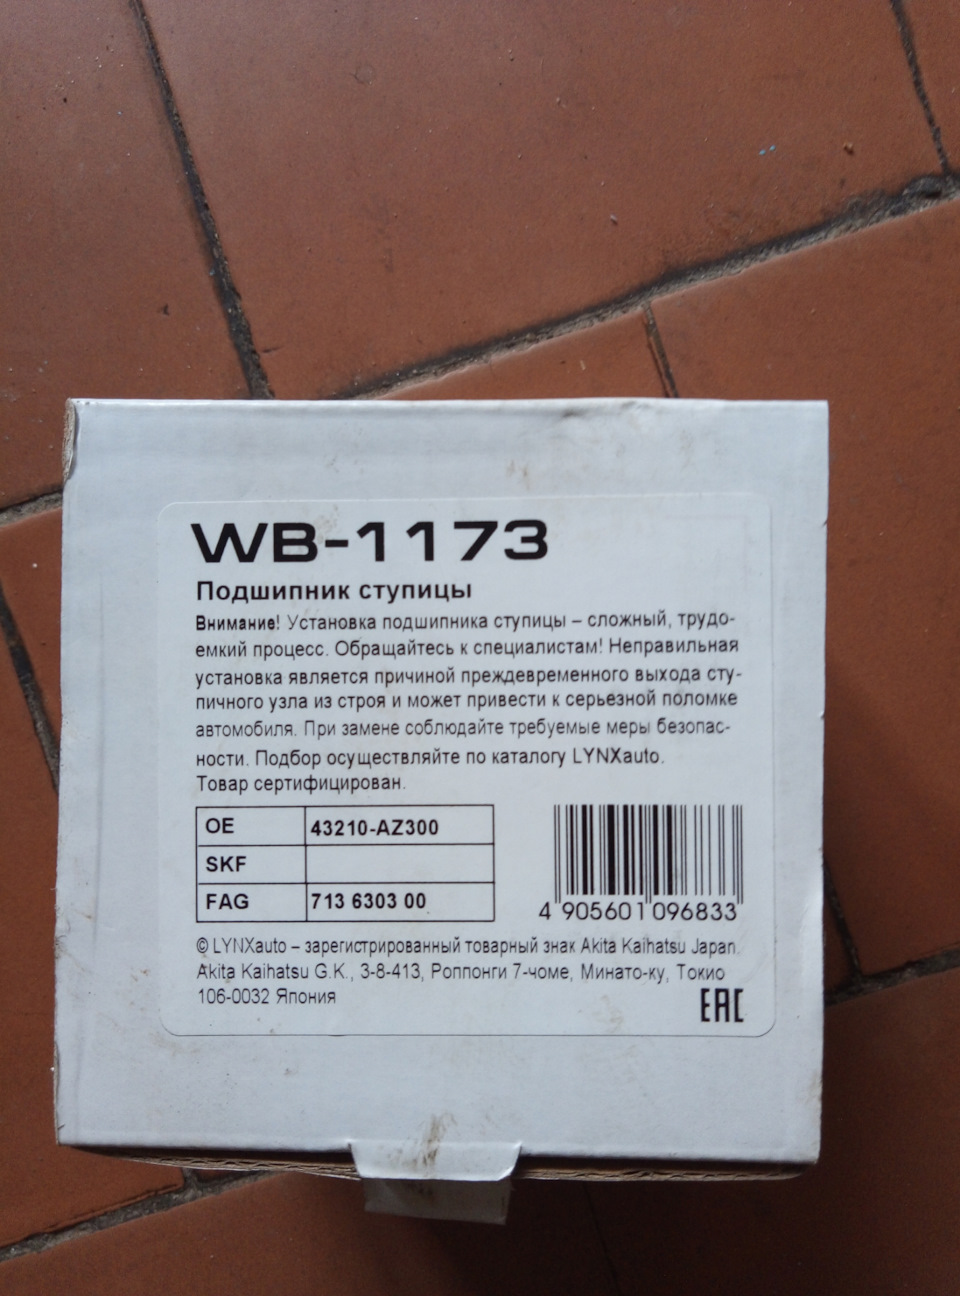 WB-1173
Подшипник ступицы
Внимание! Установка подшипника ступицы – сложный, трудо-
емкий процесс. Обращайтесь к специалистам! Неправильная
установка является причиной преждевременного выхода сту-
пичного узла из строя и может привести к серьезной поломке
автомобиля. При замене соблюдайте требуемые меры безопас-
ности. Подбор осуществляйте по каталогу LYNXauto.
Товар сертифицирован.
OE 43210-AZ300
SKF
FAG 713 6303 00
4 905601 096833
© LYNXauto – зарегистрированный товарный знак Akita Kaihatsu Japan.
Akita Kaihatsu G.K., 3-8-413, Роппонги 7-чоме, Минато-ку, Токио
106-0032 Япония
EAC